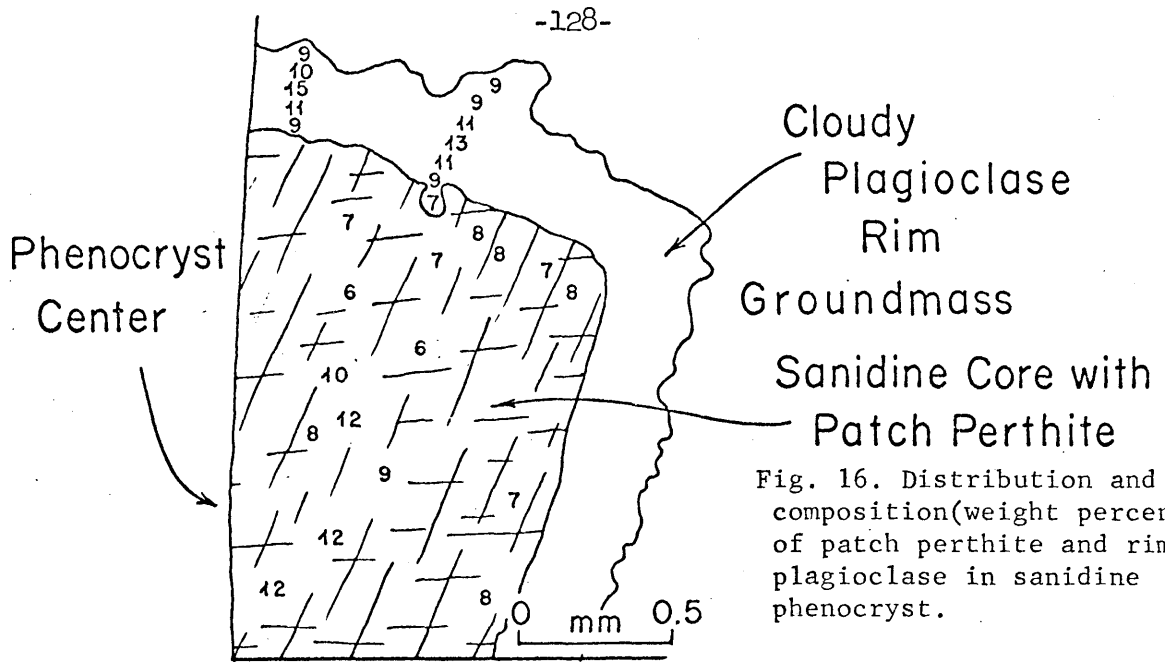 -128-
9
10
15
11
9
9
9
11
13
11
9
7
Cloudy
Plagioclase
Rim
Groundmass
Phenocryst
Center
7
7
8
8
7
8
6
6
10
12
8
9
7
12
12
8
Sanidine Core with
Patch Perthite
Fig. 16. Distribution and
composition(weight percen
of patch perthite and rim
plagioclase in sanidine
phenocryst.
0 mm 0.5